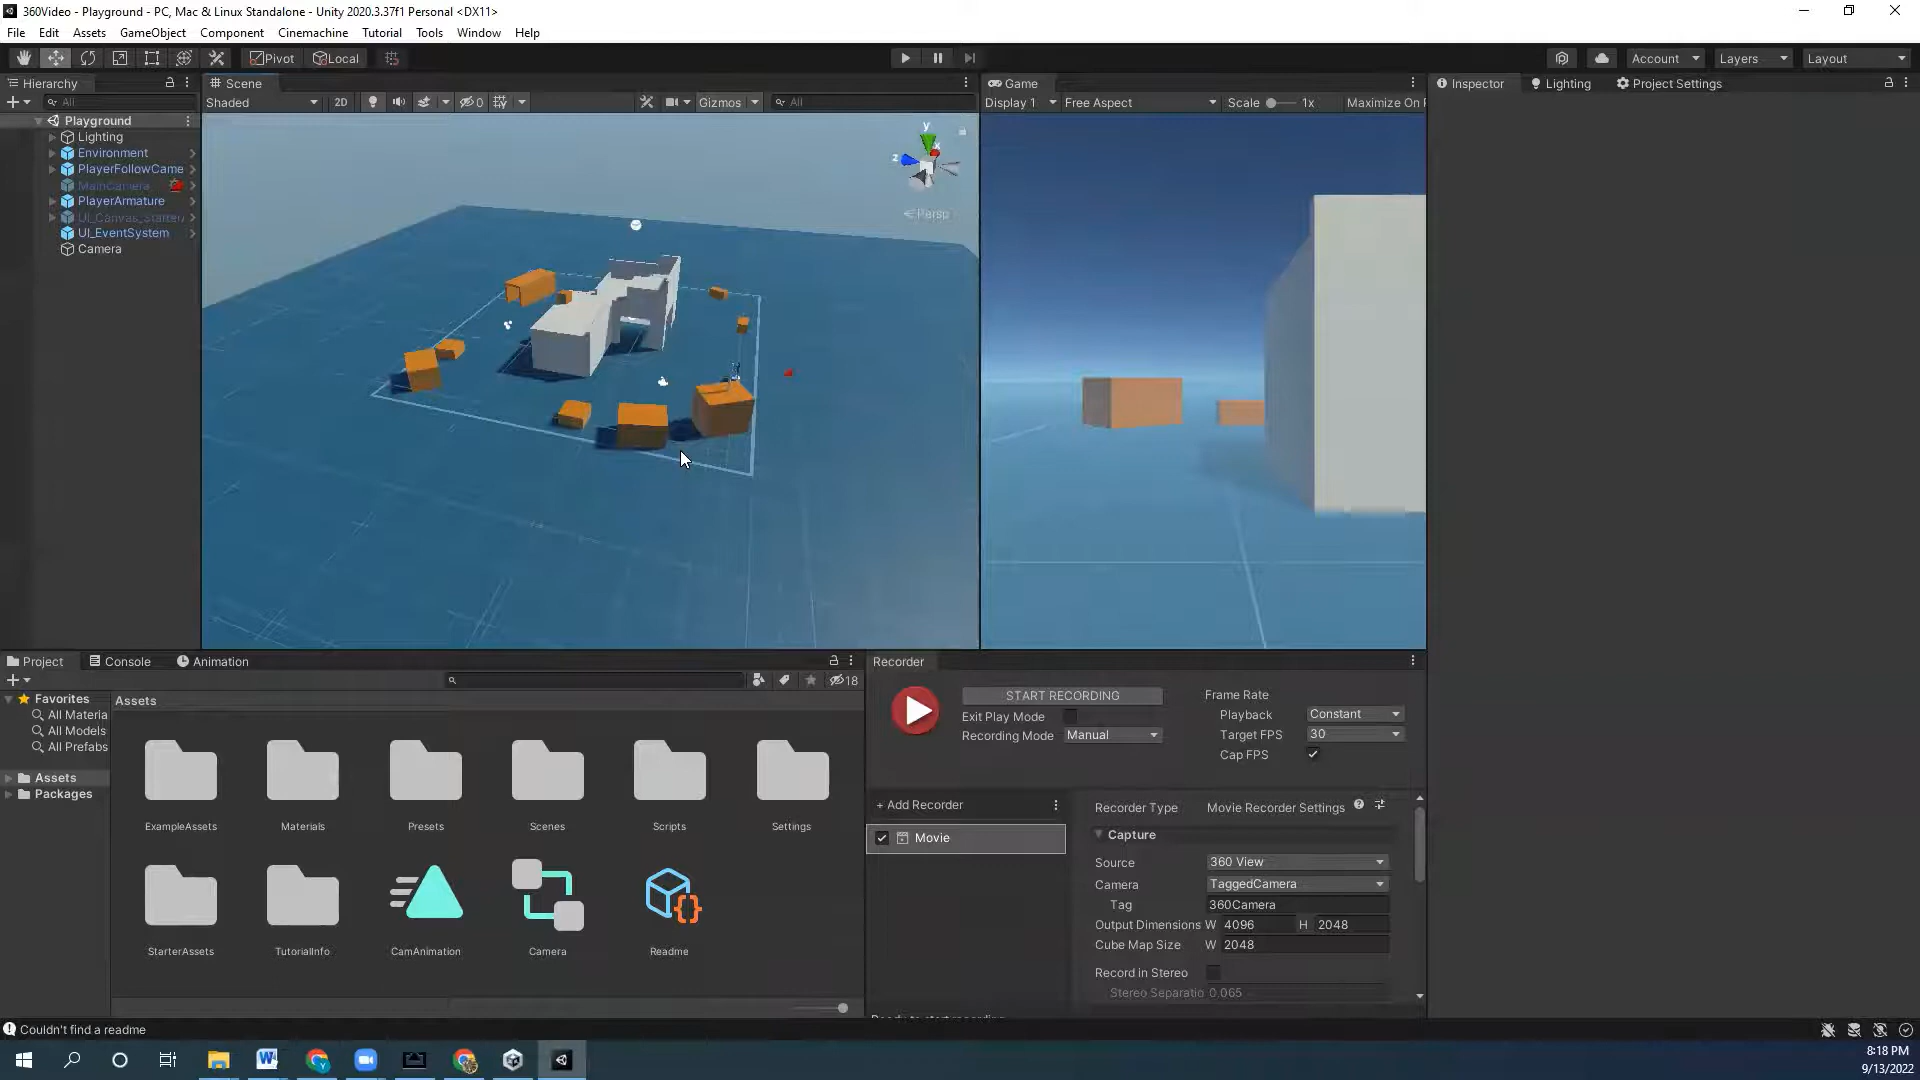 360Video - Playground - PC, Mac & Linux Standalone - Unity 2020.3.37f1 Personal <DX11>
File Edit Assets GameObject Component Cinemachine Tutorial Tools Window Help
Pivot Local Account Layers Layout
Hierarchy
All
Playground
Lighting
Environment
PlayerFollowCame
MainCamera
PlayerArmature
UI_Canvas_Starter
UI_EventSystem
Camera
Scene
Shaded 2D 0 Gizmos All
y
x
z
Persp
Game
Display 1 Free Aspect Scale 1x Maximize On
Inspector Lighting Project Settings
Project Console Animation
18
Favorites
All Materia
All Models
All Prefabs
Assets
Packages
Assets
ExampleAssets Materials Presets Scenes Scripts Settings
StarterAssets TutorialInfo CamAnimation Camera Readme
Recorder
START RECORDING
Exit Play Mode
Recording Mode Manual
Frame Rate
Playback Constant
Target FPS 30
Cap FPS
+ Add Recorder
Movie
Recorder Type Movie Recorder Settings
Capture
Source 360 View
Camera TaggedCamera
Tag 360Camera
Output Dimensions W 4096 H 2048
Cube Map Size W 2048
Record in Stereo
Stereo Separatio 0.065
Couldn't find a readme
8:18 PM
9/13/2022